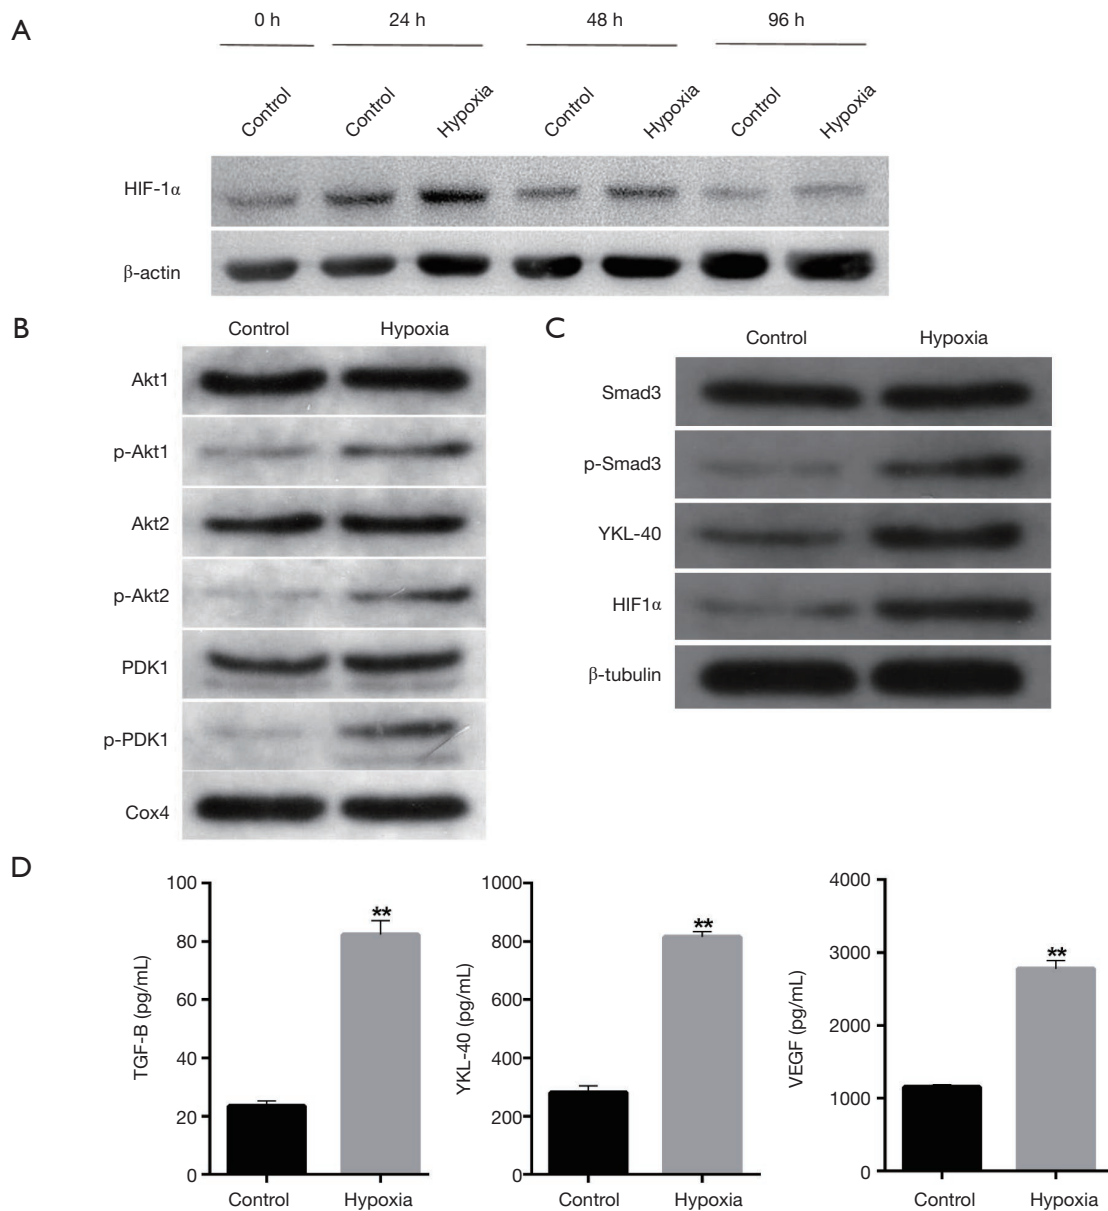 A
0 h 24 h 48 h 96 h
Control Control Hypoxia Control Hypoxia Control Hypoxia
HIF-1α
β-actin
B
Control Hypoxia
Akt1
p-Akt1
Akt2
p-Akt2
PDK1
p-PDK1
Cox4
C
Control Hypoxia
Smad3
p-Smad3
YKL-40
HIF1α
β-tubulin
D
TGF-B (pg/mL)
100
80
60
40
20
0
**
Control Hypoxia
YKL-40 (pg/mL)
1000
800
600
400
200
0
**
Control Hypoxia
VEGF (pg/mL)
4000
3000
2000
1000
0
**
Control Hypoxia